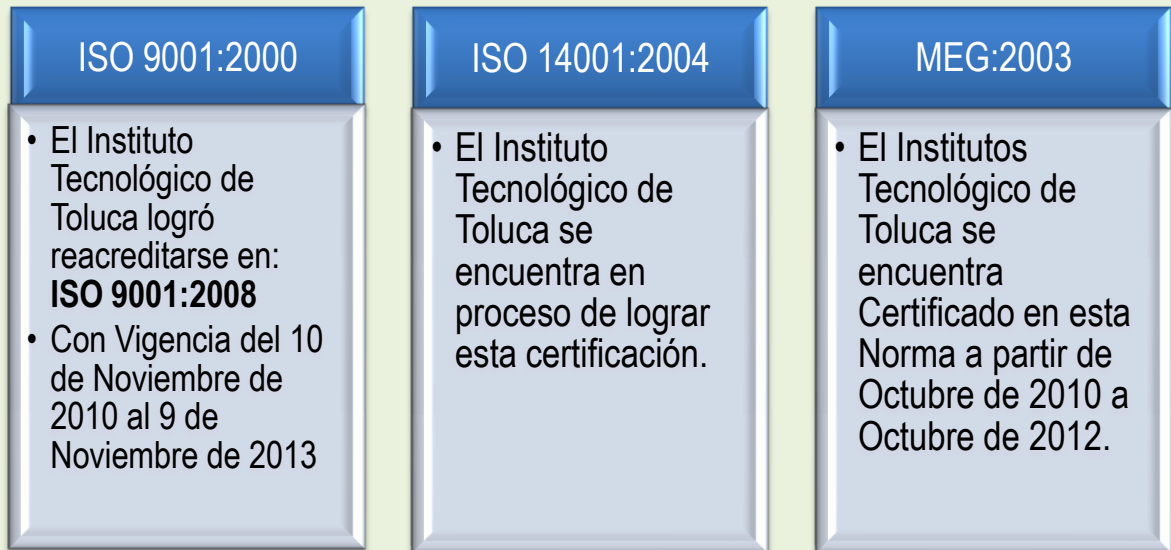 ISO 9001:2000
• El Instituto
Tecnológico de
Toluca logró
reacreditarse en:
ISO 9001:2008
• Con Vigencia del 10
de Noviembre de
2010 al 9 de
Noviembre de 2013
ISO 14001:2004
• El Instituto
Tecnológico de
Toluca se
encuentra en
proceso de lograr
esta certificación.
MEG:2003
• El Institutos
Tecnológico de
Toluca se
encuentra
Certificado en esta
Norma a partir de
Octubre de 2010 a
Octubre de 2012.